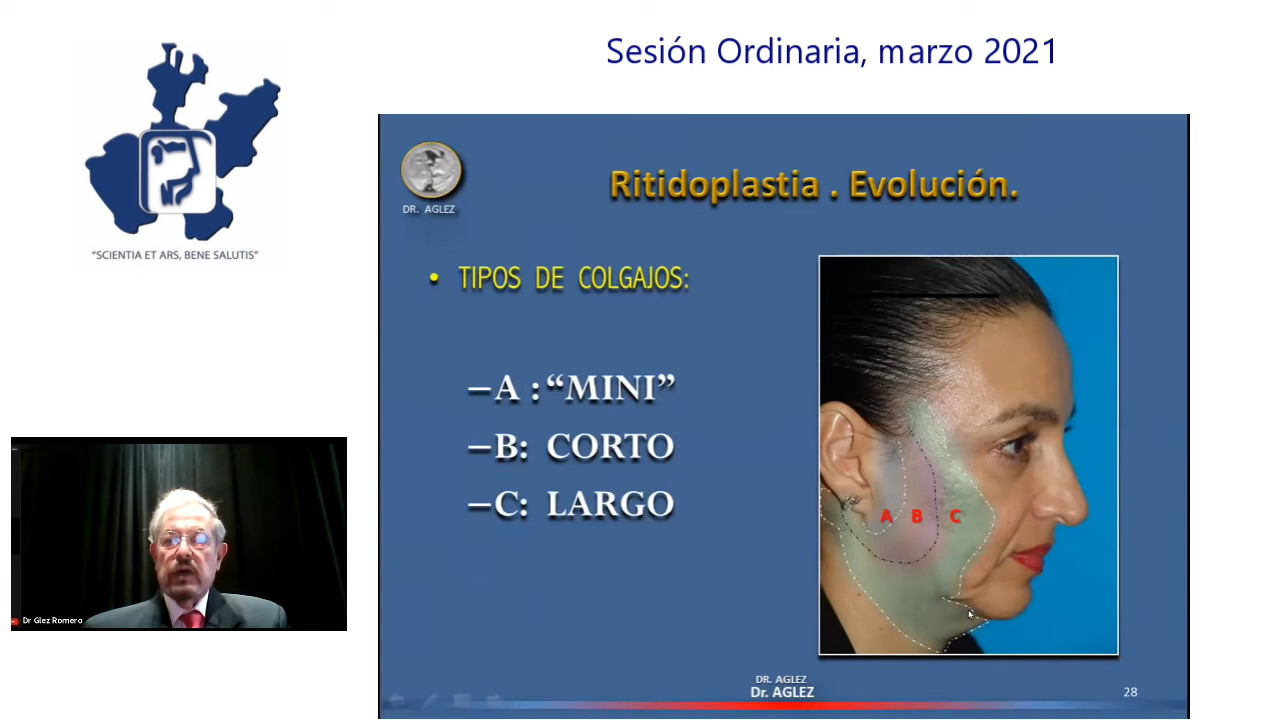 Sesión Ordinaria, marzo 2021
“SCIENTIA ET ARS, BENE SALUTIS”
DR. AGLEZ
Ritidoplastia . Evolución.
• TIPOS DE COLGAJOS:
–A : “MINI”
–B: CORTO
–C: LARGO
A B C
Dr Glez Romero
DR. AGLEZ
Dr. AGLEZ
28